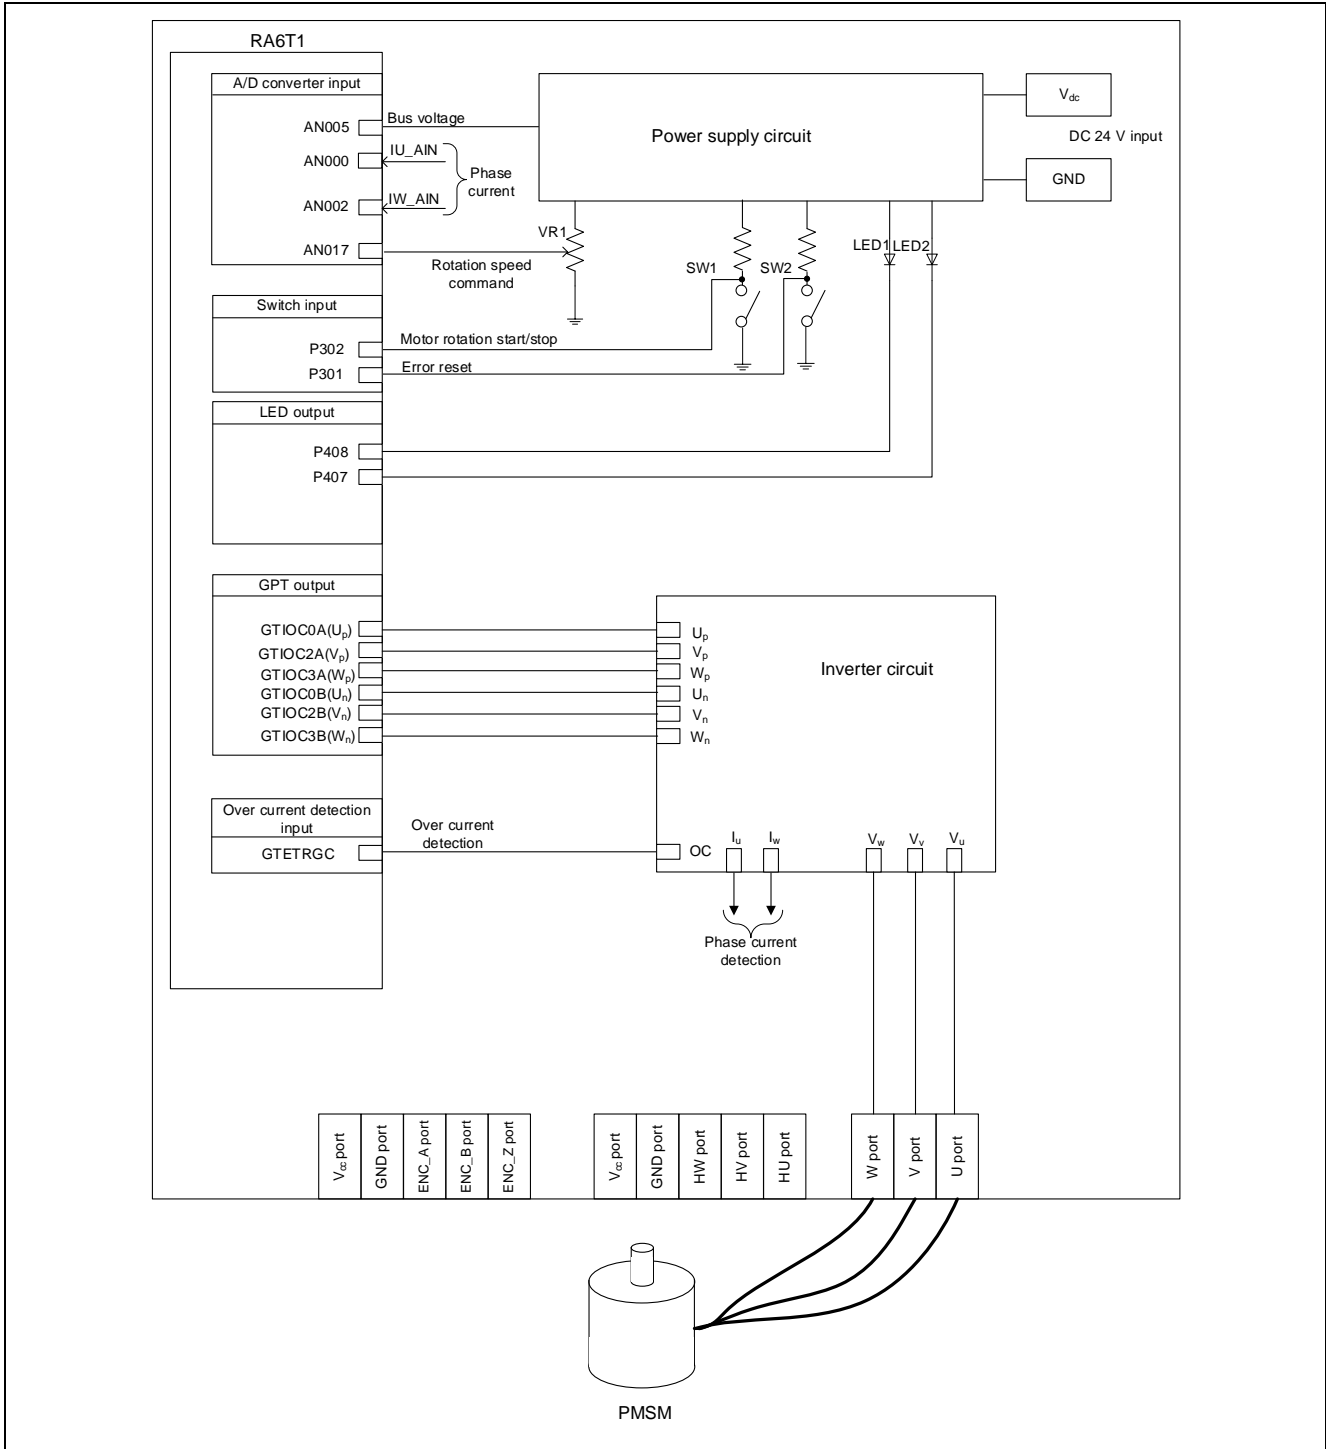 RA6T1
A/D converter input
AN005
AN000
AN002
AN017
Bus voltage
IU_AIN
IW_AIN
Phase
current
Rotation speed
command
VR1
Power supply circuit
Vdc
DC 24 V input
GND
SW1
SW2
LED1
LED2
Switch input
P302
P301
Motor rotation start/stop
Error reset
LED output
P408
P407
GPT output
GTIOC0A(Up)
GTIOC2A(Vp)
GTIOC3A(Wp)
GTIOC0B(Un)
GTIOC2B(Vn)
GTIOC3B(Wn)
Up
Vp
Wp
Un
Vn
Wn
Inverter circuit
Over current detection
input
GTETRGC
Over current
detection
OC
Iu
Iw
Vw
Vv
Vu
Phase current
detection
Vcc port
GND port
ENC_A port
ENC_B port
ENC_Z port
Vcc port
GND port
HW port
HV port
HU port
W port
V port
U port
PMSM